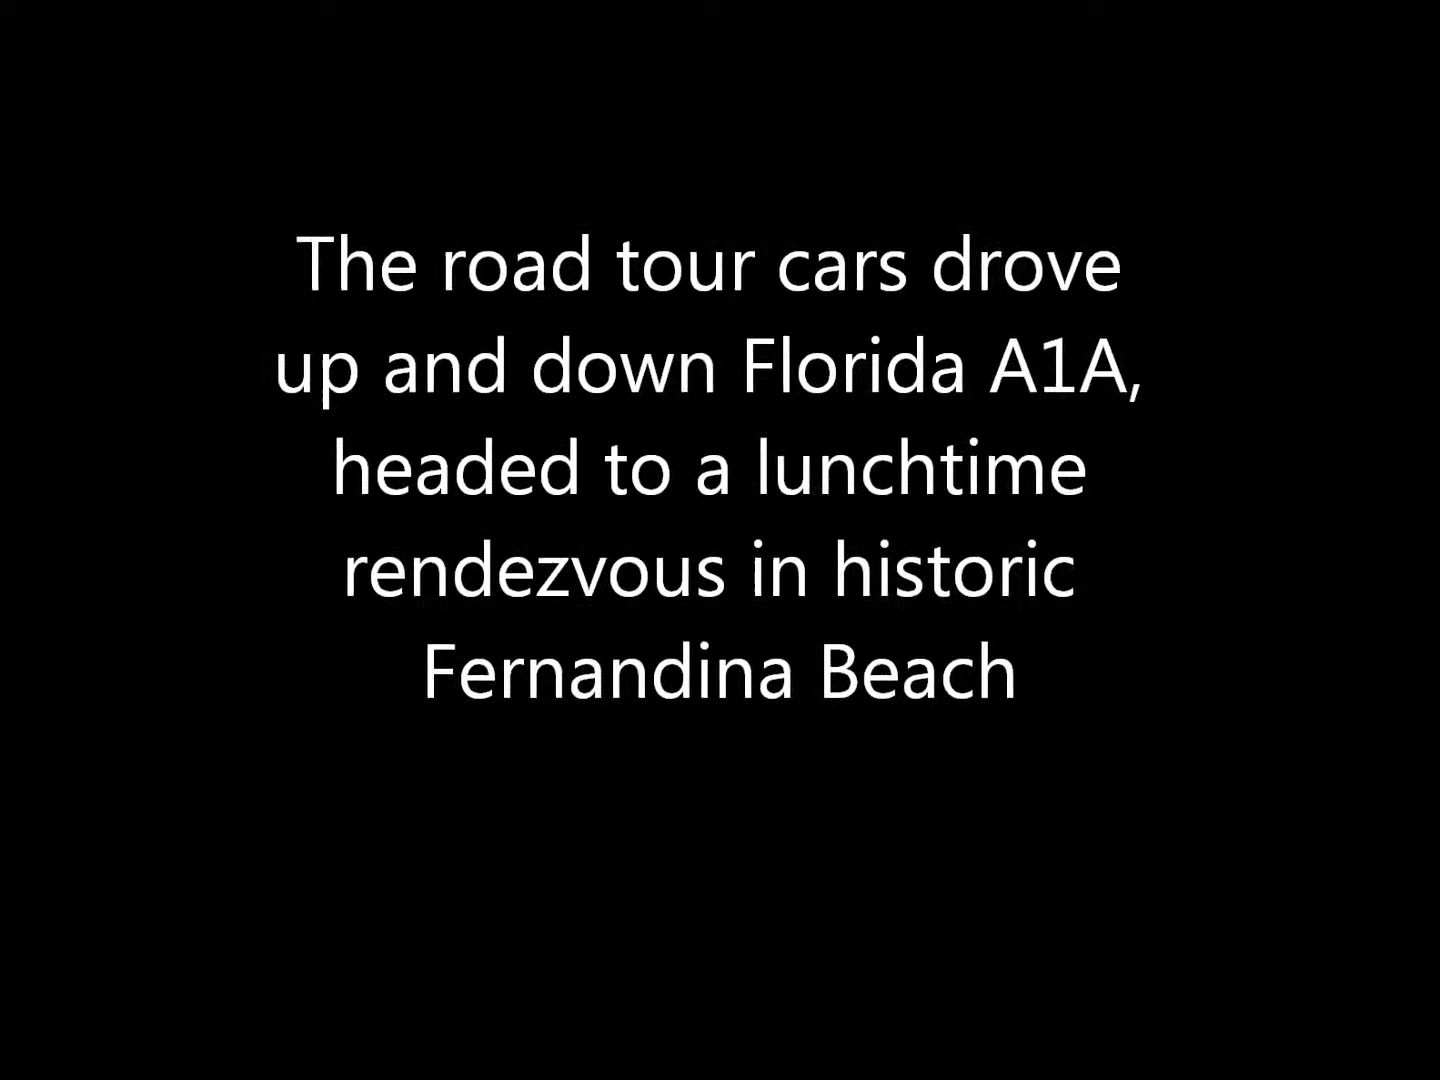 The road tour cars drove
up and down Florida A1A,
headed to a lunchtime
rendezvous in historic
Fernandina Beach